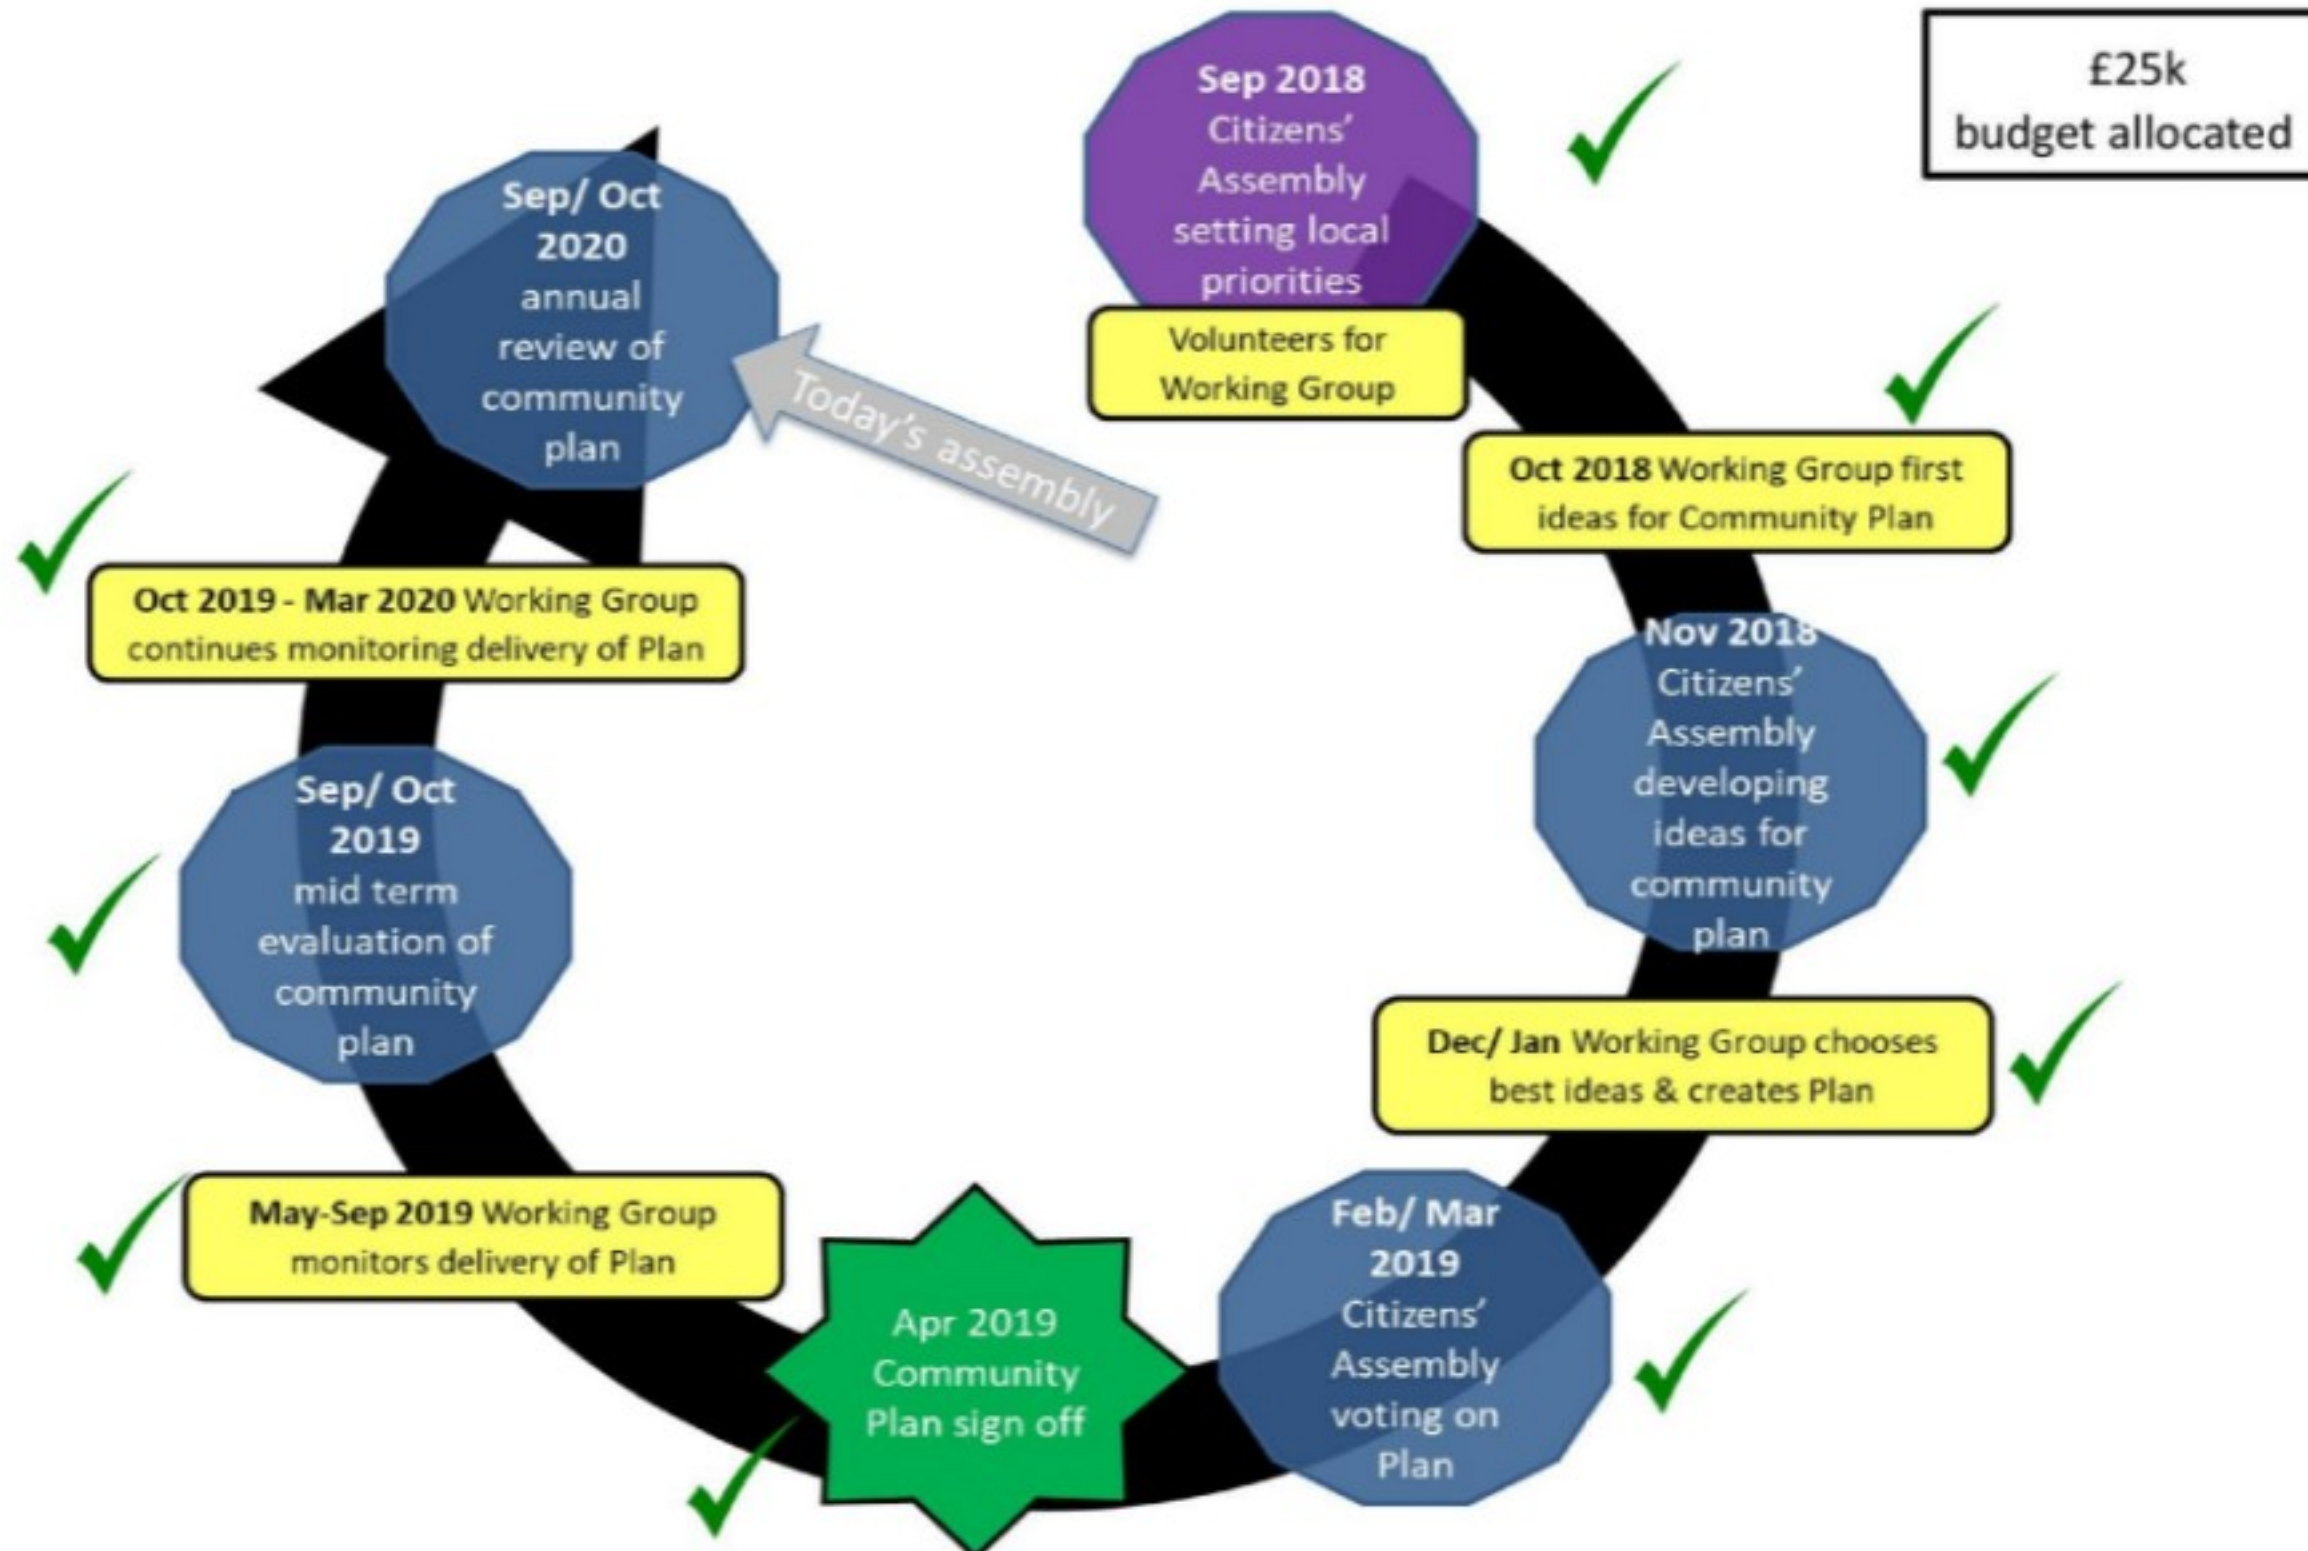 £25k
budget allocated
Sep 2018
Citizens’
Assembly
setting local
priorities
Volunteers for
Working Group
Oct 2018 Working Group first
ideas for Community Plan
Nov 2018
Citizens’
Assembly
developing
ideas for
community
plan
Dec/ Jan Working Group chooses
best ideas & creates Plan
Feb/ Mar
2019
Citizens’
Assembly
voting on
Plan
Apr 2019
Community
Plan sign off
May-Sep 2019 Working Group
monitors delivery of Plan
Sep/ Oct
2019
mid term
evaluation of
community
plan
Oct 2019 - Mar 2020 Working Group
continues monitoring delivery of Plan
Sep/ Oct
2020
annual
review of
community
plan
Today’s assembly